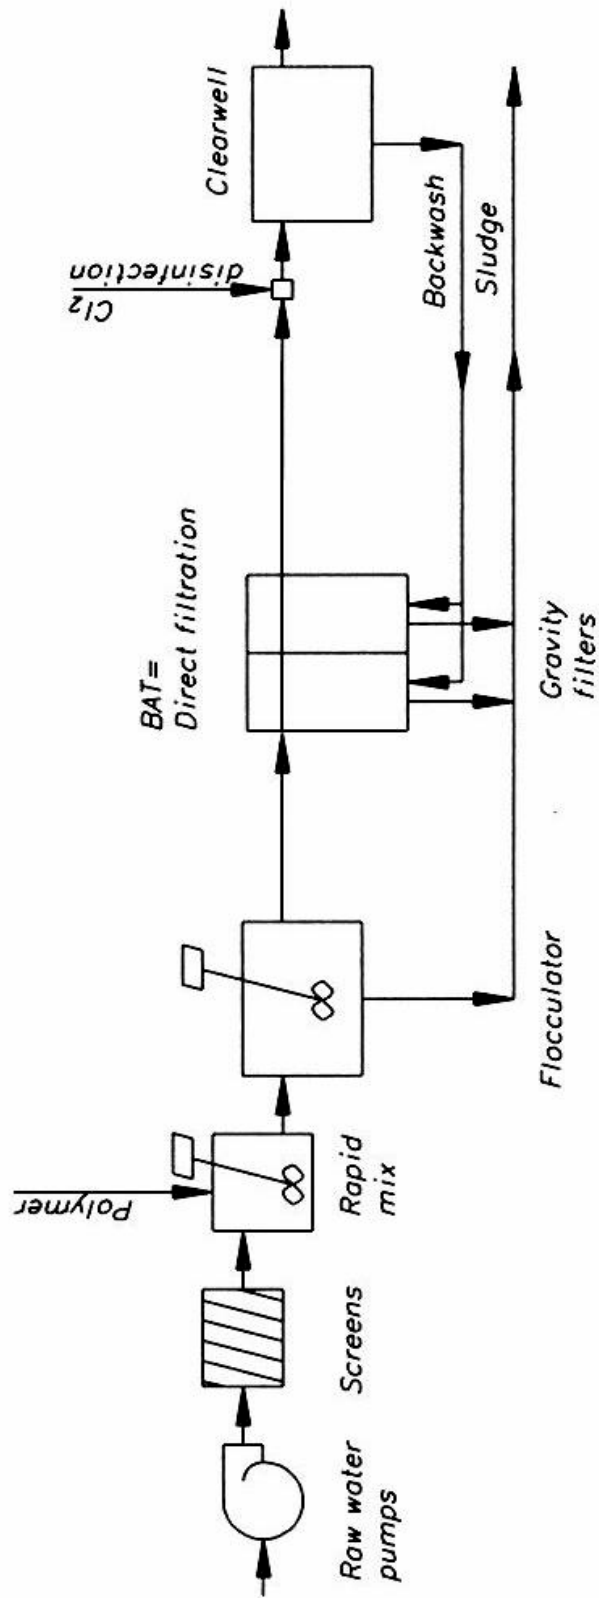 Raw water
pumps
Screens
Polymer
Rapid
mix
Flocculator
BAT=
Direct filtration
Gravity
filters
Cl₂
disinfection
Backwash
Sludge
Clearwell